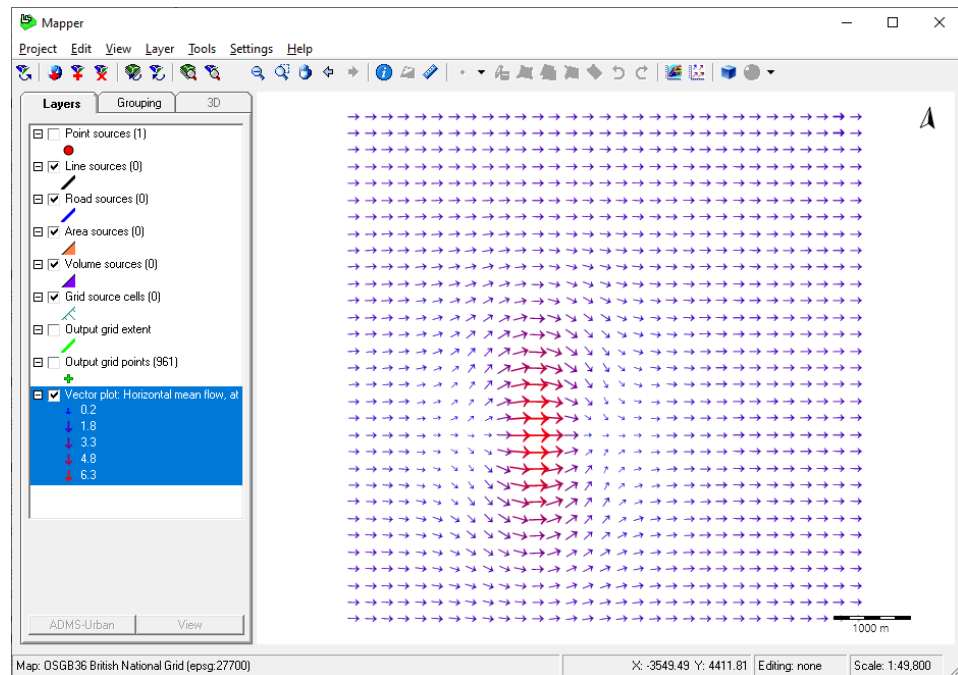 Mapper
Project Edit View Layer Tools Settings Help
Layers Grouping 3D
Point sources (1)
Line sources (0)
Road sources (0)
Area sources (0)
Volume sources (0)
Grid source cells (0)
Output grid extent
Output grid points (961)
Vector plot: Horizontal mean flow, at
0.2
1.8
3.3
4.8
6.3
1000 m
ADMS-Urban View
Map: OSGB36 British National Grid (epsg:27700) X: -3549.49 Y: 4411.81 Editing: none Scale: 1:49,800